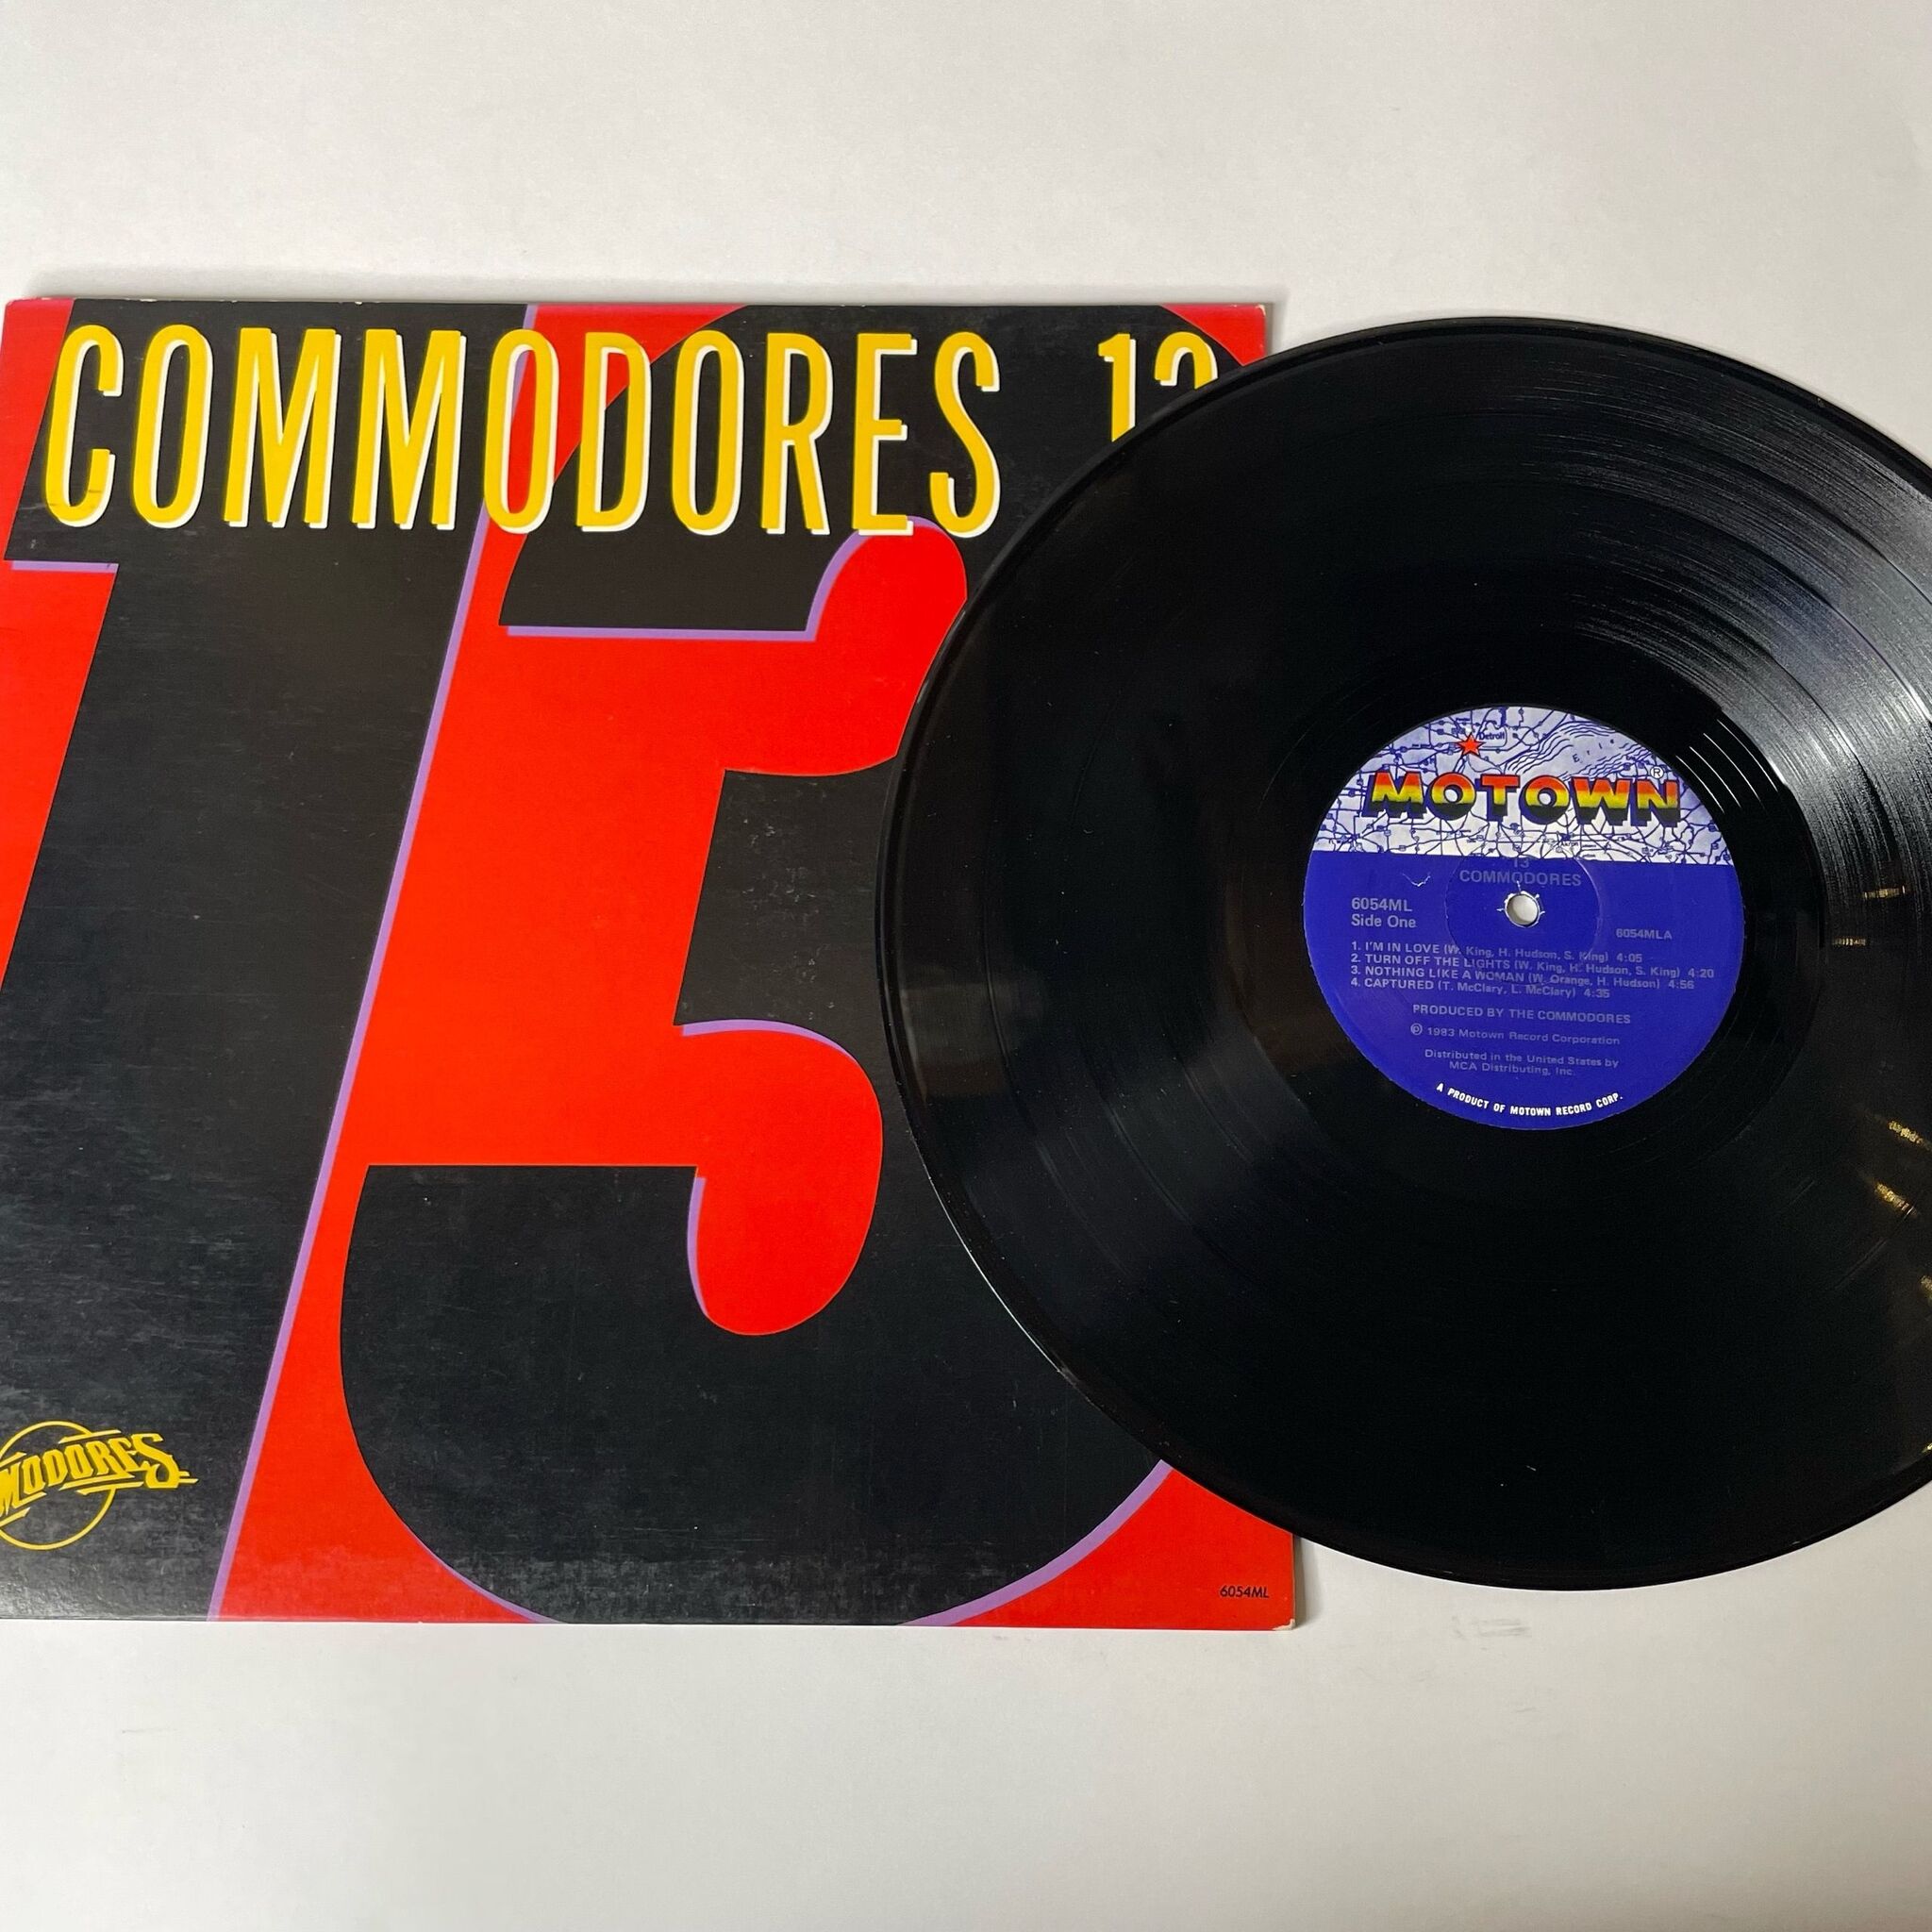 COMMODORES 13
MODORES
6054ML
Detroit
MOTOWN®
13
COMMODORES
6054ML
Side One
6054MLA
1. I'M IN LOVE (W. King, H. Hudson, S. King) 4:05
2. TURN OFF THE LIGHTS (W. King, H. Hudson, S. King) 4:20
3. NOTHING LIKE A WOMAN (W. Orange, H. Hudson) 4:56
4. CAPTURED (T. McClary, L. McClary) 4:35
PRODUCED BY THE COMMODORES
℗ 1983 Motown Record Corporation
Distributed in the United States by
MCA Distributing, Inc.
A PRODUCT OF MOTOWN RECORD CORP.